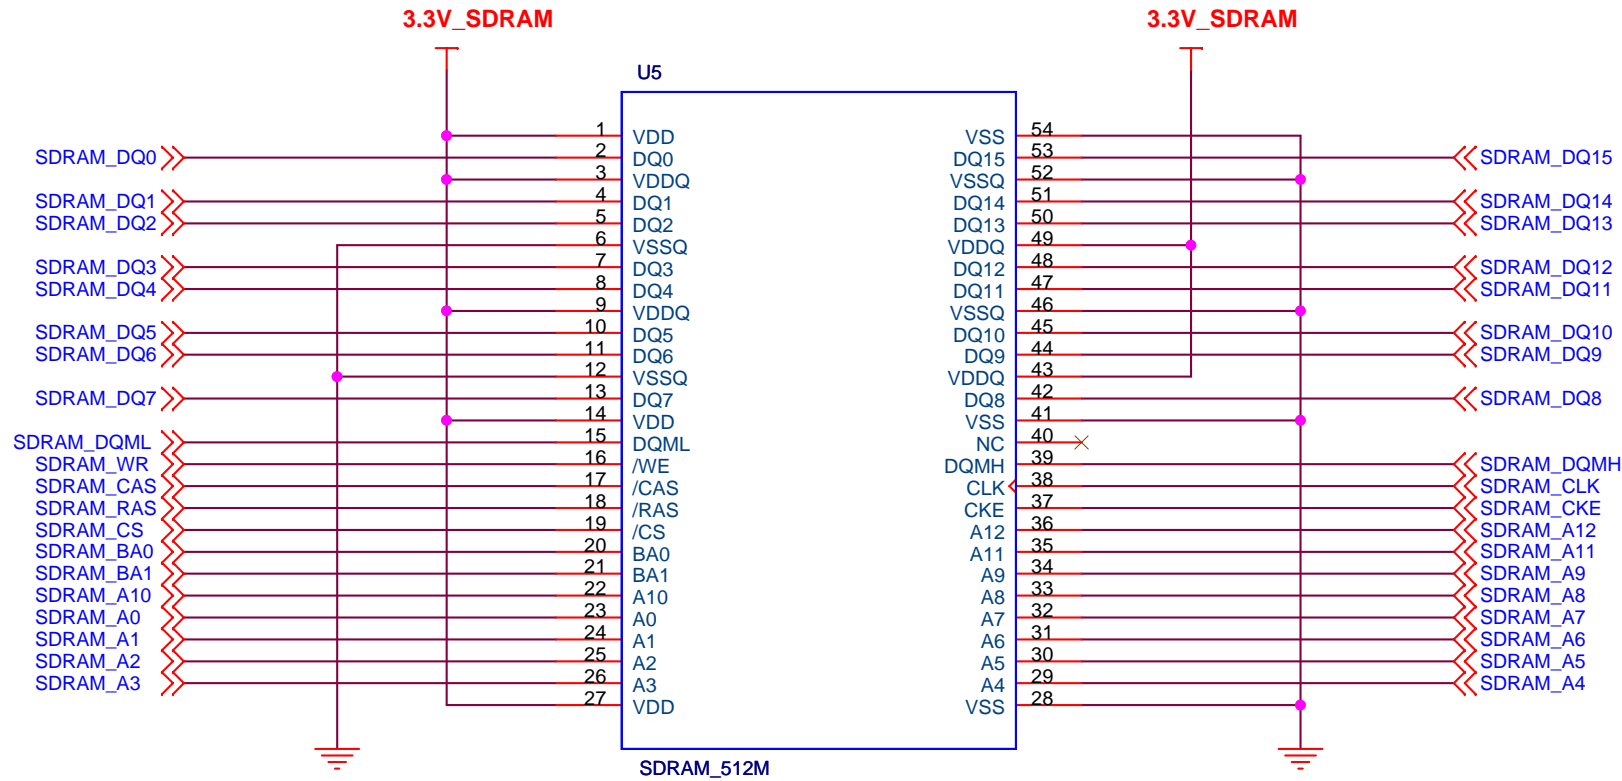 3.3V_SDRAM 3.3V_SDRAM
U5
1 VDD VSS 54
SDRAM_DQ0 2 DQ0 DQ15 53 SDRAM_DQ15
3 VDDQ VSSQ 52
SDRAM_DQ1 4 DQ1 DQ14 51 SDRAM_DQ14
SDRAM_DQ2 5 DQ2 DQ13 50 SDRAM_DQ13
6 VSSQ VDDQ 49
SDRAM_DQ3 7 DQ3 DQ12 48 SDRAM_DQ12
SDRAM_DQ4 8 DQ4 DQ11 47 SDRAM_DQ11
9 VDDQ VSSQ 46
SDRAM_DQ5 10 DQ5 DQ10 45 SDRAM_DQ10
SDRAM_DQ6 11 DQ6 DQ9 44 SDRAM_DQ9
12 VSSQ VDDQ 43
SDRAM_DQ7 13 DQ7 DQ8 42 SDRAM_DQ8
14 VDD VSS 41
SDRAM_DQML 15 DQML NC 40
SDRAM_WR 16 /WE DQMH 39 SDRAM_DQMH
SDRAM_CAS 17 /CAS CLK 38 SDRAM_CLK
SDRAM_RAS 18 /RAS CKE 37 SDRAM_CKE
SDRAM_CS 19 /CS A12 36 SDRAM_A12
SDRAM_BA0 20 BA0 A11 35 SDRAM_A11
SDRAM_BA1 21 BA1 A9 34 SDRAM_A9
SDRAM_A10 22 A10 A8 33 SDRAM_A8
SDRAM_A0 23 A0 A7 32 SDRAM_A7
SDRAM_A1 24 A1 A6 31 SDRAM_A6
SDRAM_A2 25 A2 A5 30 SDRAM_A5
SDRAM_A3 26 A3 A4 29 SDRAM_A4
27 VDD VSS 28
SDRAM_512M